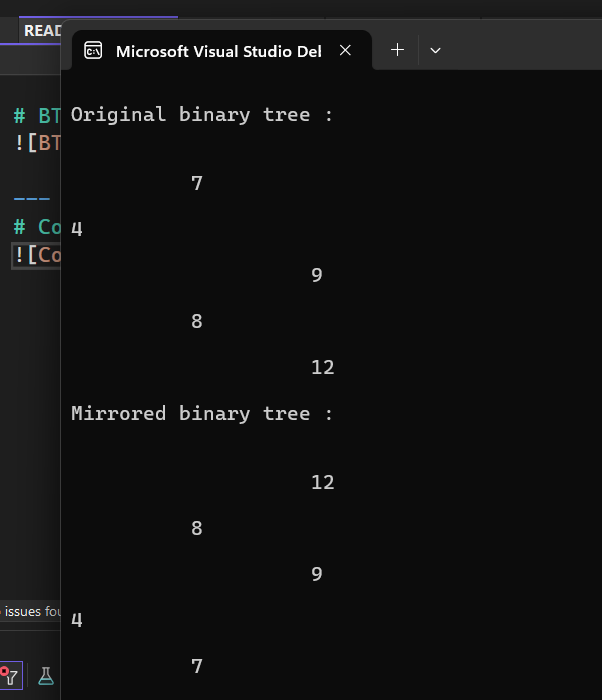 READ
Microsoft Visual Studio Del
# BT
![BT
---
# Co
![Co
Original binary tree :
7
4
9
8
12
Mirrored binary tree :
12
8
9
4
7
issues fou